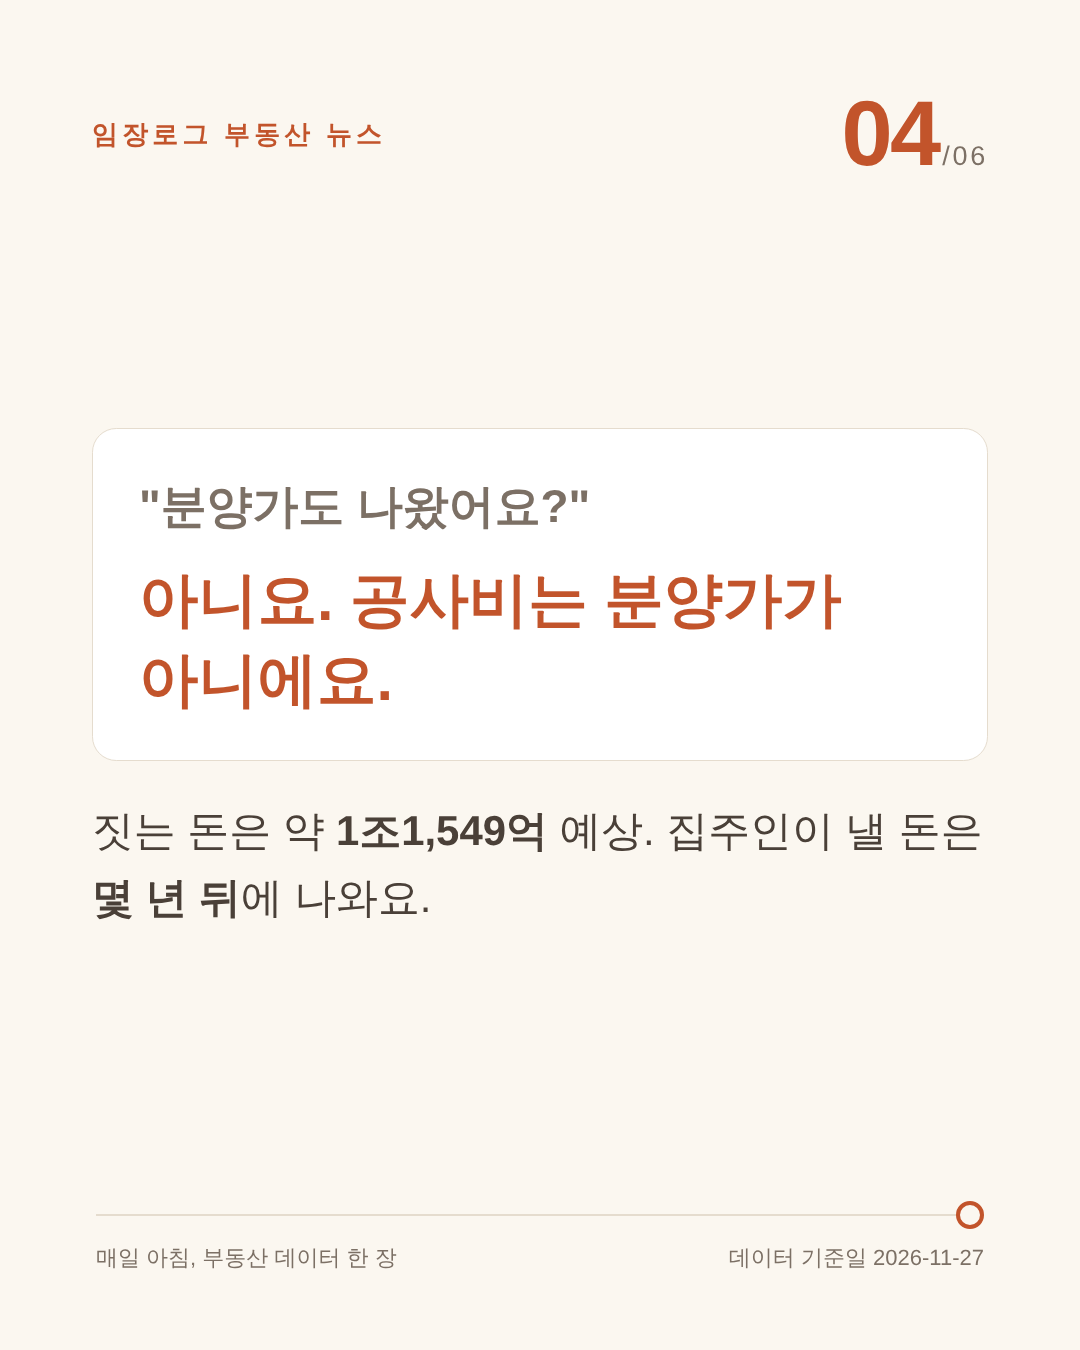 임장로그 부동산 뉴스
04/06
"분양가도 나왔어요?"
아니요. 공사비는 분양가가
아니에요.
짓는 돈은 약 1조1,549억 예상. 집주인이 낼 돈은
몇 년 뒤에 나와요.
매일 아침, 부동산 데이터 한 장
데이터 기준일 2026-11-27